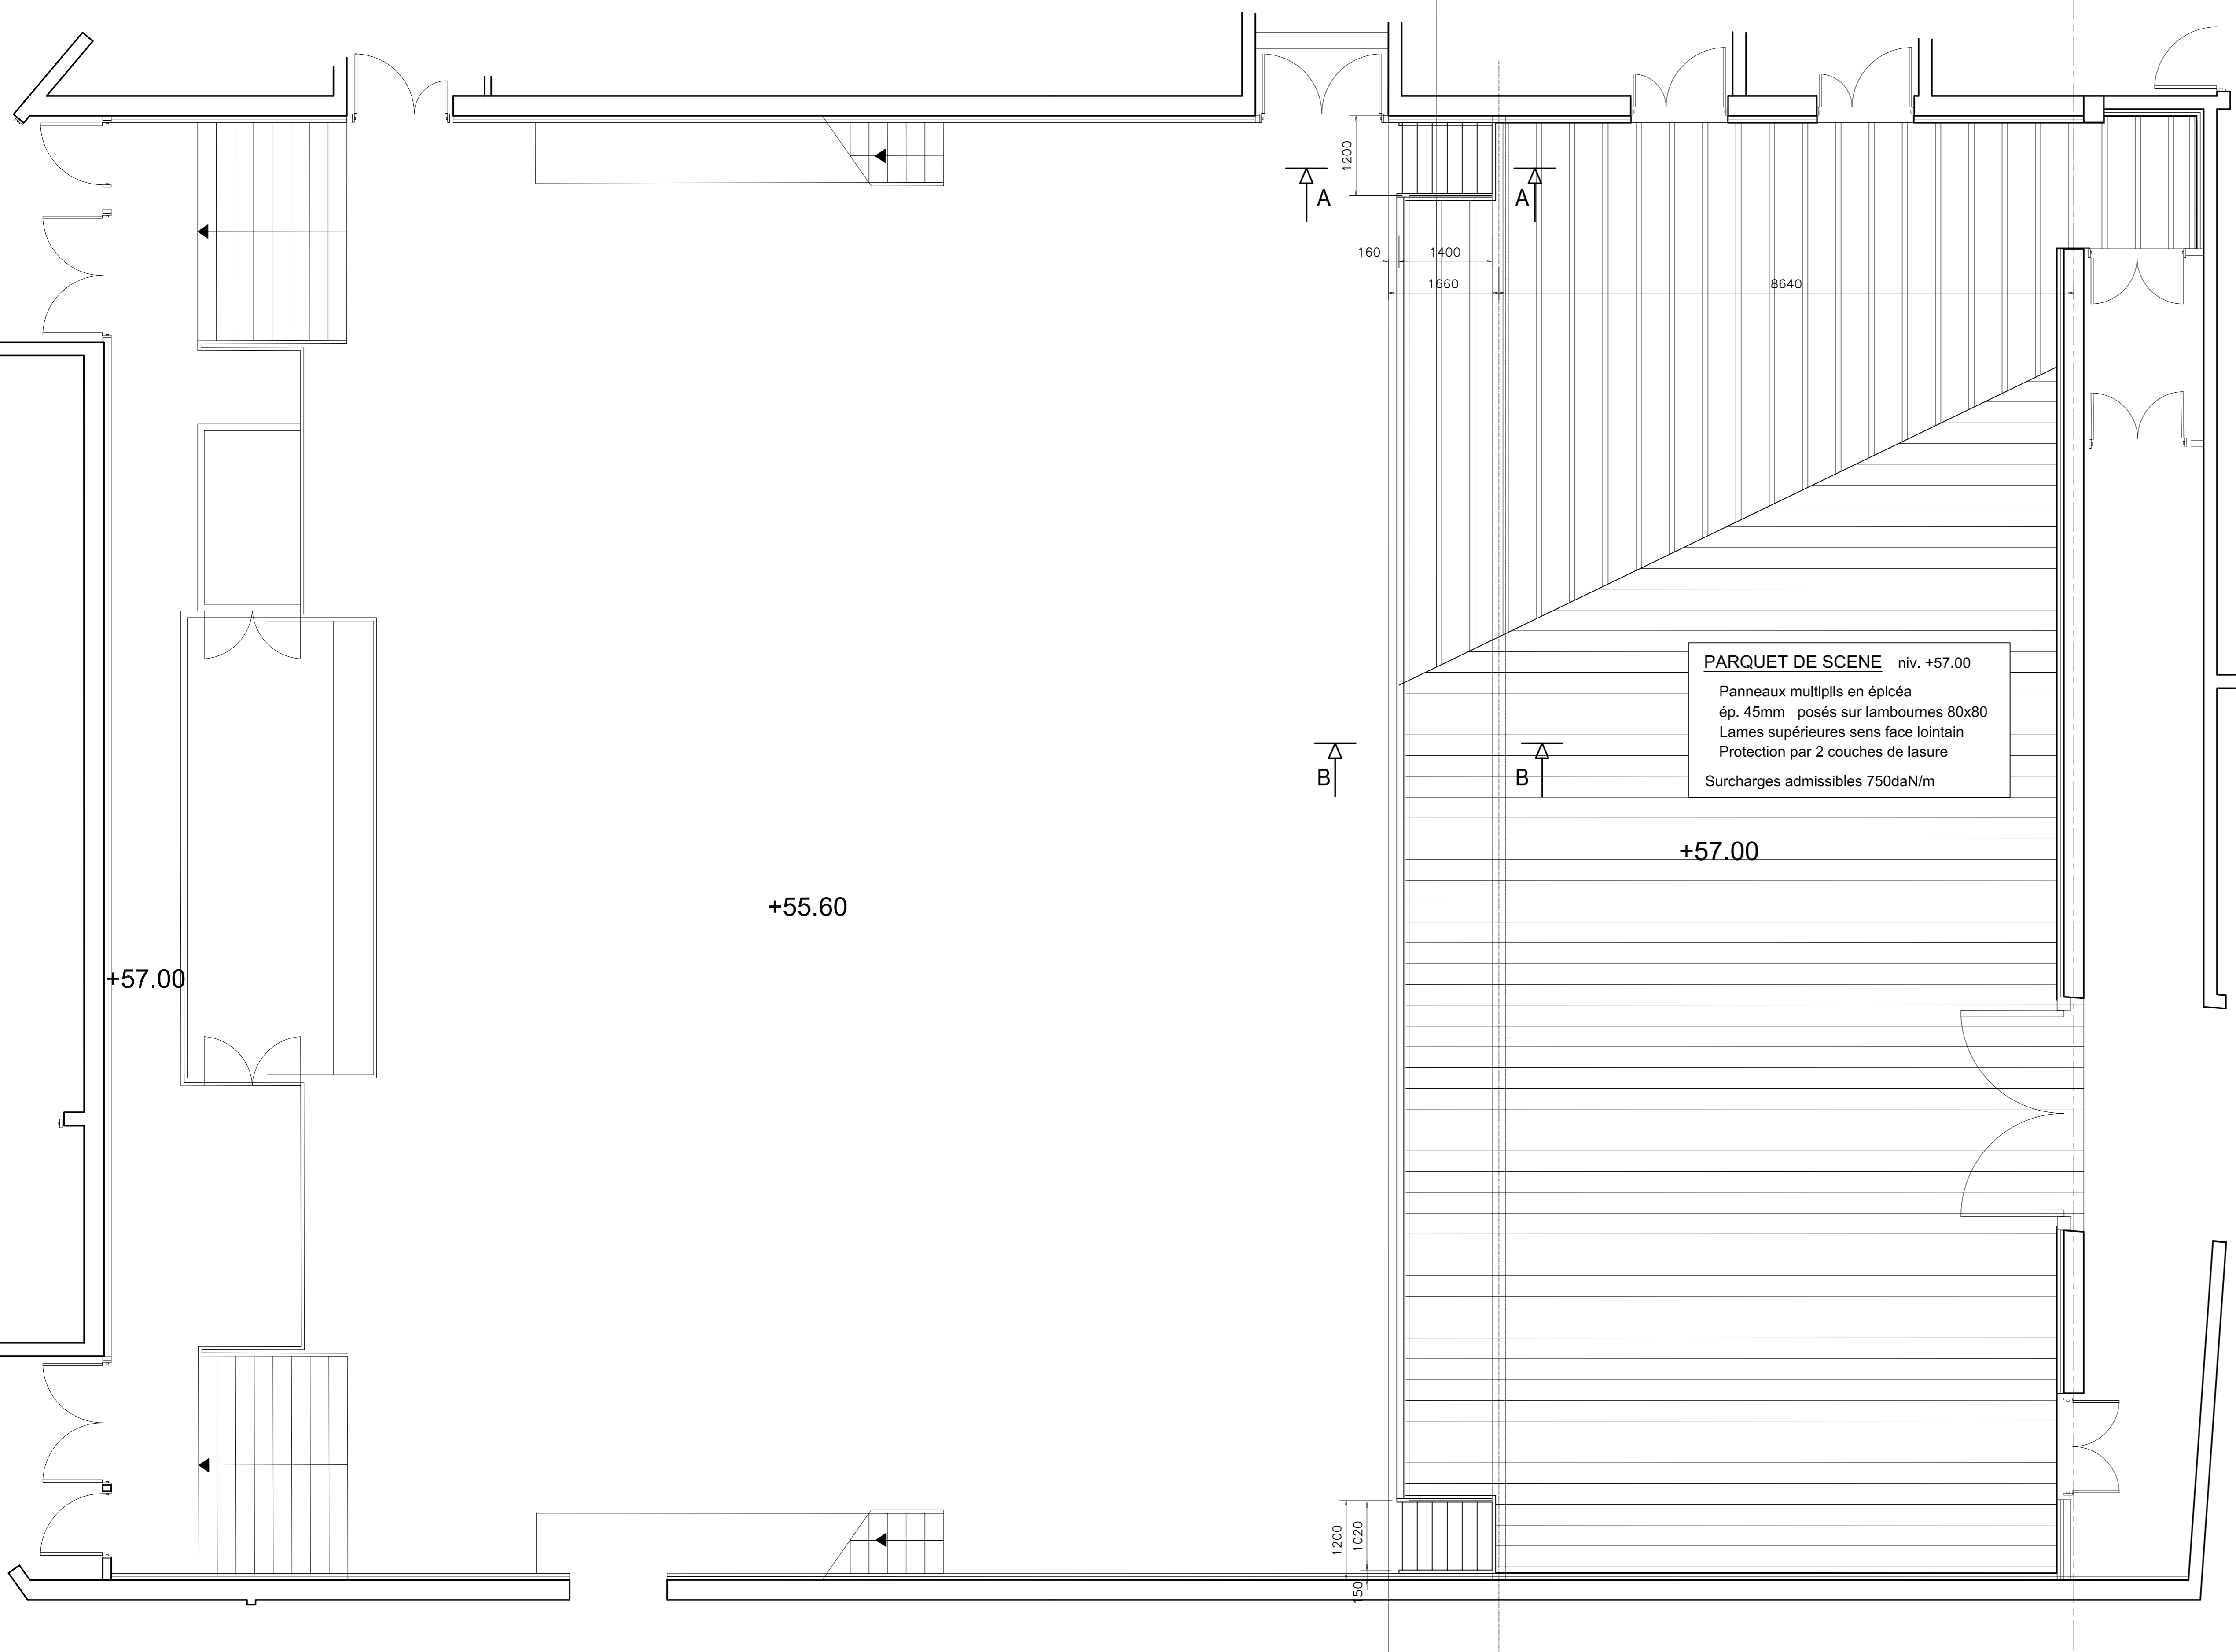 1200
A
A
160
1400
1660
8640
PARQUET DE SCENE niv. +57.00
Panneaux multiplis en épicéa
ép. 45mm posés sur lambournes 80x80
Lames supérieures sens face lointain
Protection par 2 couches de lasure
Surcharges admissibles 750daN/m
B
B
+57.00
+55.60
+57.00
1200
1020
150